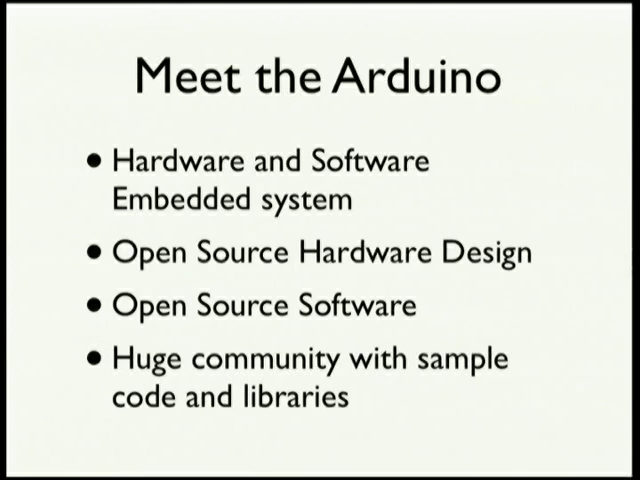 Meet the Arduino
• Hardware and Software
Embedded system
• Open Source Hardware Design
• Open Source Software
• Huge community with sample
code and libraries